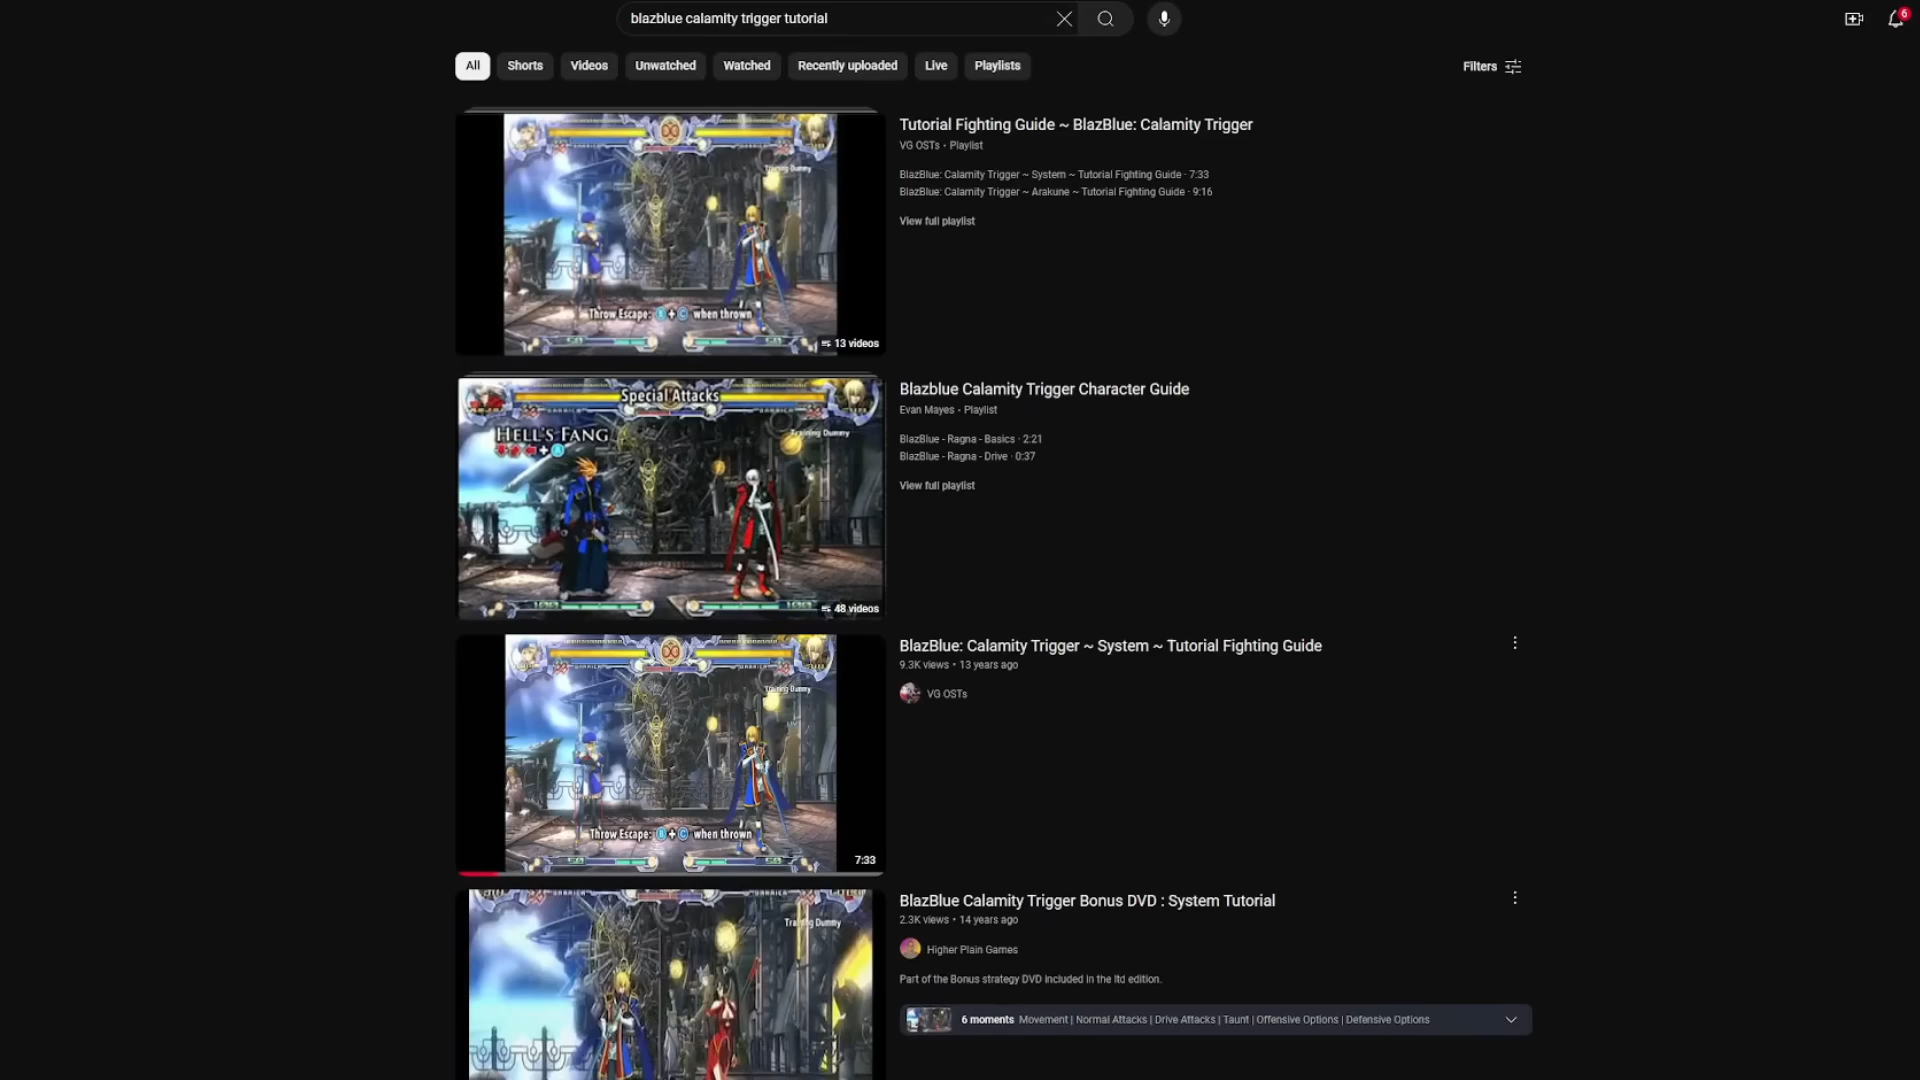 blazblue calamity trigger tutorial
6
All Shorts Videos Unwatched Watched Recently uploaded Live Playlists
Filters
Training Dummy
Throw Escape: B + C when thrown
13 videos
Tutorial Fighting Guide ~ BlazBlue: Calamity Trigger
VG OSTs • Playlist
BlazBlue: Calamity Trigger ~ System ~ Tutorial Fighting Guide · 7:33
BlazBlue: Calamity Trigger ~ Arakune ~ Tutorial Fighting Guide · 9:16
View full playlist
Special Attacks
HELL'S FANG
+ A
Training Dummy
48 videos
Blazblue Calamity Trigger Character Guide
Evan Mayes • Playlist
BlazBlue - Ragna - Basics · 2:21
BlazBlue - Ragna - Drive · 0:37
View full playlist
Training Dummy
Throw Escape: B + C when thrown
7:33
BlazBlue: Calamity Trigger ~ System ~ Tutorial Fighting Guide
9.3K views • 13 years ago
VG OSTs
Training Dummy
BlazBlue Calamity Trigger Bonus DVD : System Tutorial
2.3K views • 14 years ago
Higher Plain Games
Part of the Bonus strategy DVD included in the ltd edition.
6 moments Movement | Normal Attacks | Drive Attacks | Taunt | Offensive Options | Defensive Options